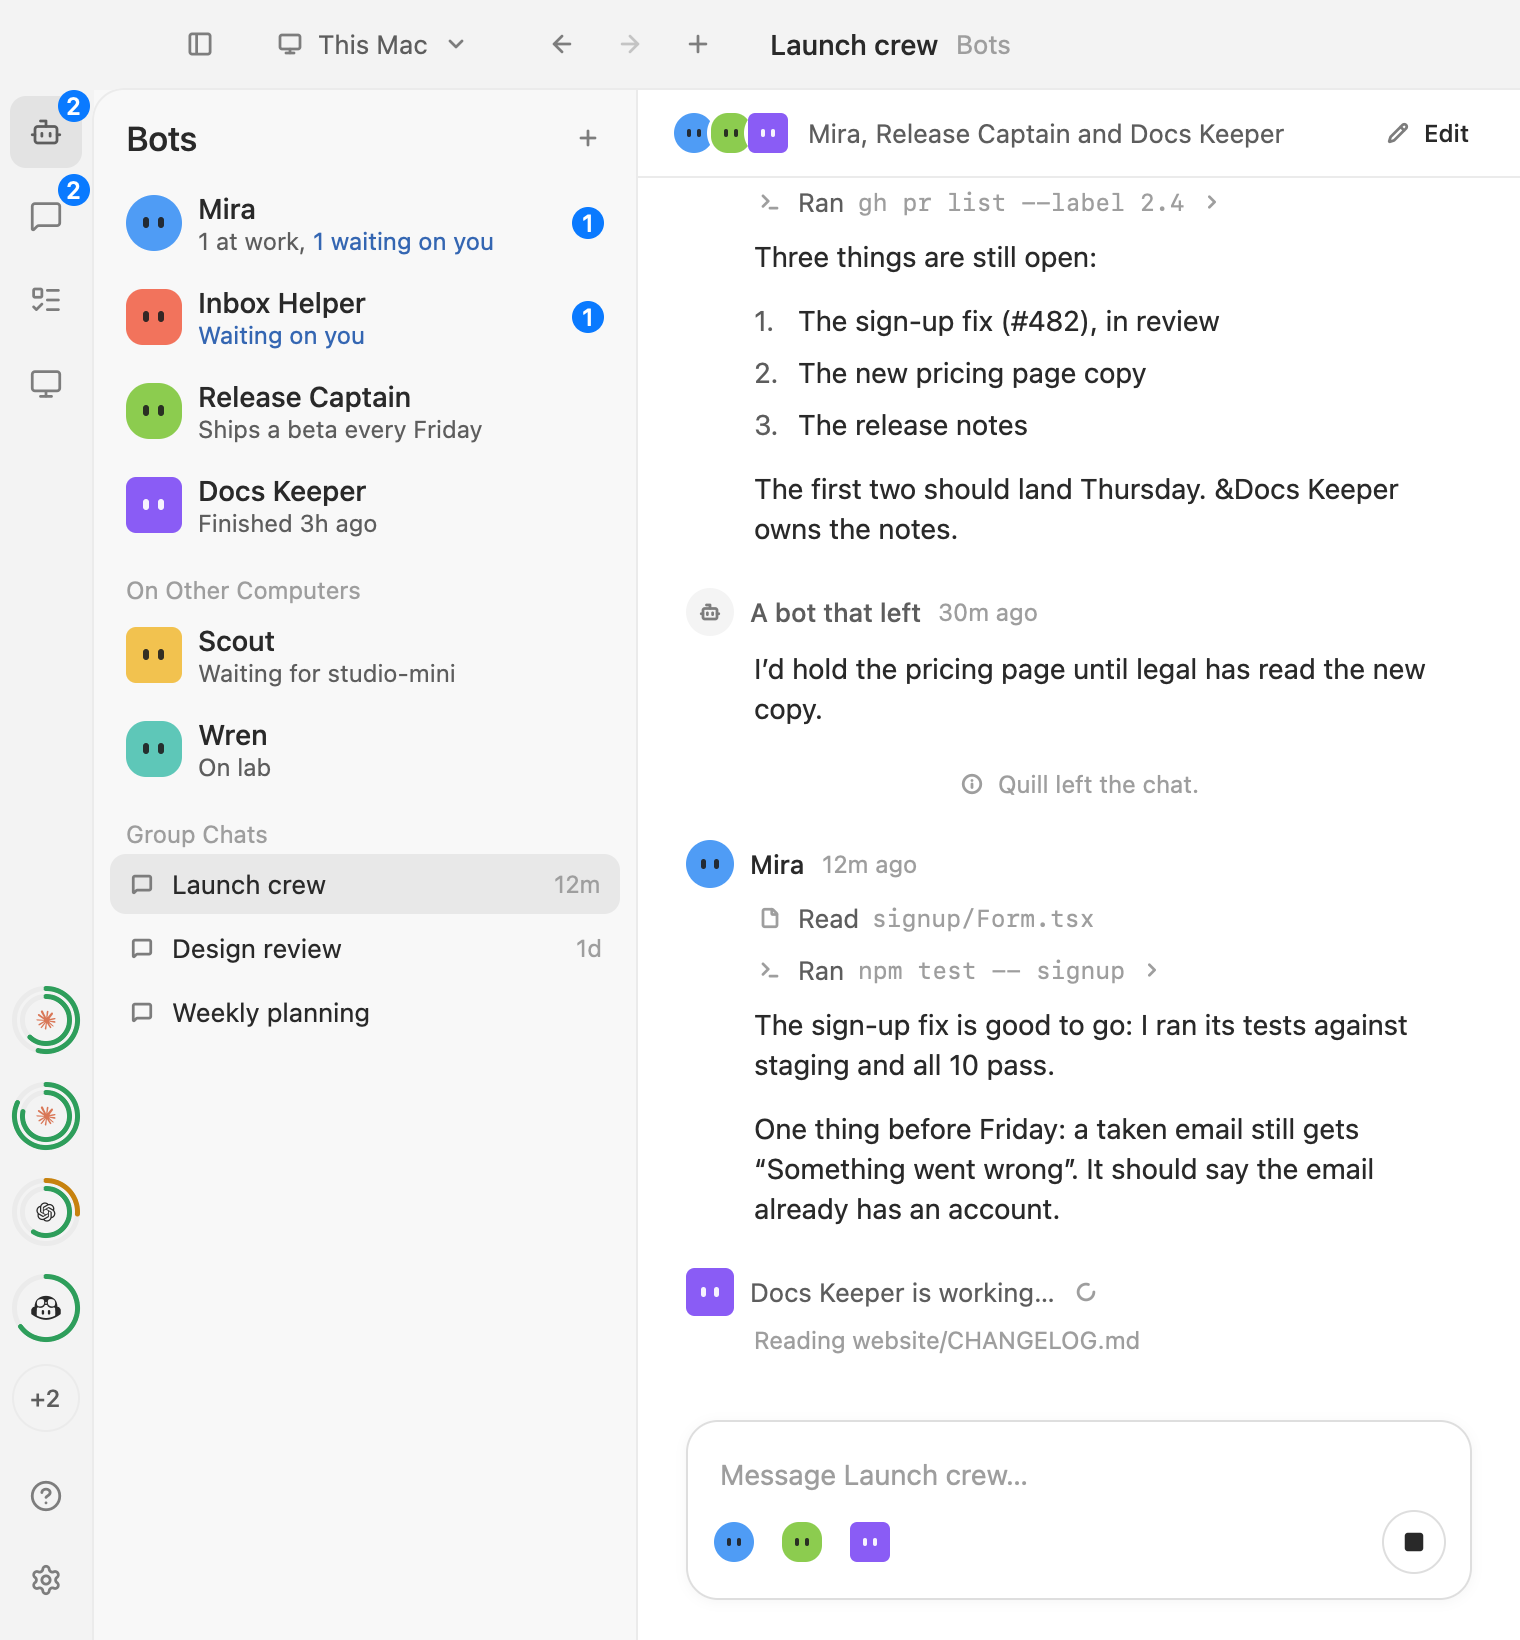 This Mac
Launch crew Bots
2
2
Bots
Mira
1 at work, 1 waiting on you
1
Inbox Helper
Waiting on you
1
Release Captain
Ships a beta every Friday
Docs Keeper
Finished 3h ago
On Other Computers
Scout
Waiting for studio-mini
Wren
On lab
Group Chats
Launch crew 12m
Design review 1d
Weekly planning
+2
Mira, Release Captain and Docs Keeper
Edit
Ran gh pr list --label 2.4
Three things are still open:
1. The sign-up fix (#482), in review
2. The new pricing page copy
3. The release notes
The first two should land Thursday. &Docs Keeper
owns the notes.
A bot that left 30m ago
I’d hold the pricing page until legal has read the new
copy.
Quill left the chat.
Mira 12m ago
Read signup/Form.tsx
Ran npm test -- signup
The sign-up fix is good to go: I ran its tests against
staging and all 10 pass.
One thing before Friday: a taken email still gets
“Something went wrong”. It should say the email
already has an account.
Docs Keeper is working...
Reading website/CHANGELOG.md
Message Launch crew...